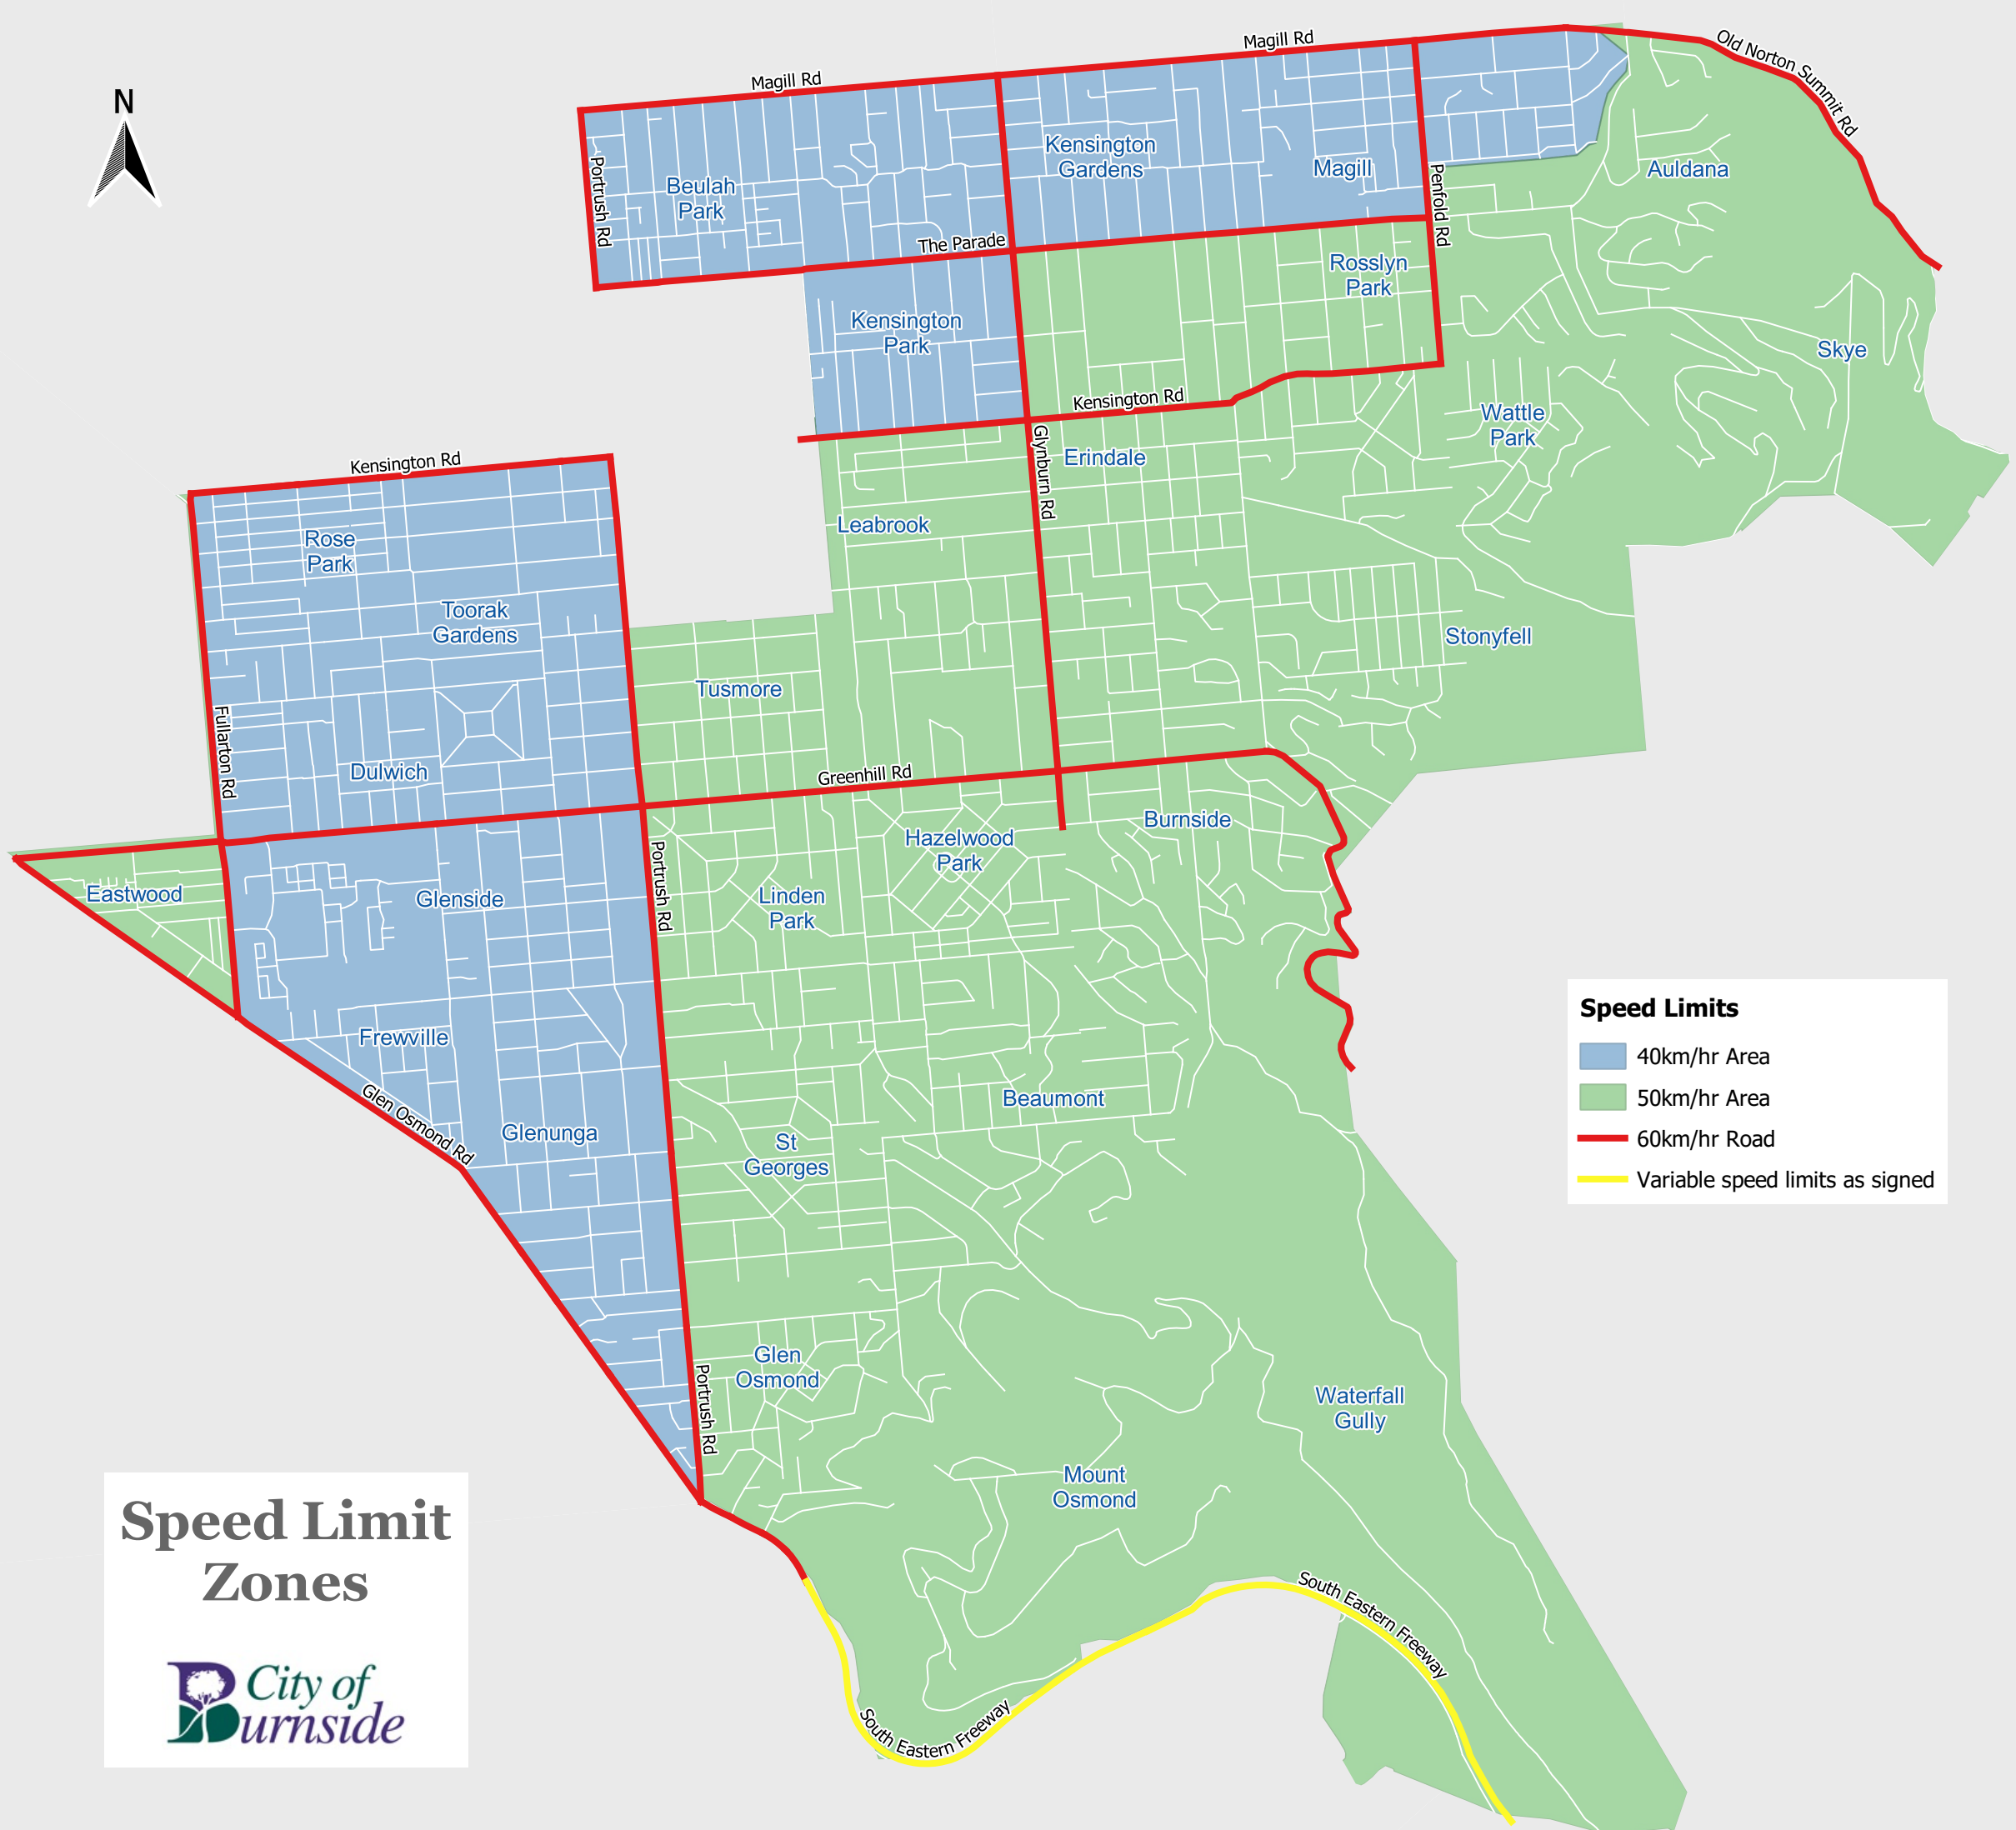 Magill Rd
Magill Rd
Old Norton Summit Rd
N
Portrush Rd
Beulah
Park
Kensington
Gardens
Magill
Penfold Rd
Auldana
The Parade
Rosslyn
Park
Kensington
Park
Skye
Kensington Rd
Wattle
Park
Kensington Rd
Glynburn Rd
Erindale
Rose
Park
Leabrook
Toorak
Gardens
Stonyfell
Tusmore
Fullarton Rd
Dulwich
Greenhill Rd
Burnside
Hazelwood
Park
Eastwood
Glenside
Portrush Rd
Linden
Park
Speed Limits
40km/hr Area
50km/hr Area
60km/hr Road
Variable speed limits as signed
Frewville
Glen Osmond Rd
Beaumont
Glenunga
St
Georges
Glen
Osmond
Portrush Rd
Waterfall
Gully
Mount
Osmond
Speed Limit
Zones
South Eastern Freeway
South Eastern Freeway
City of
Burnside